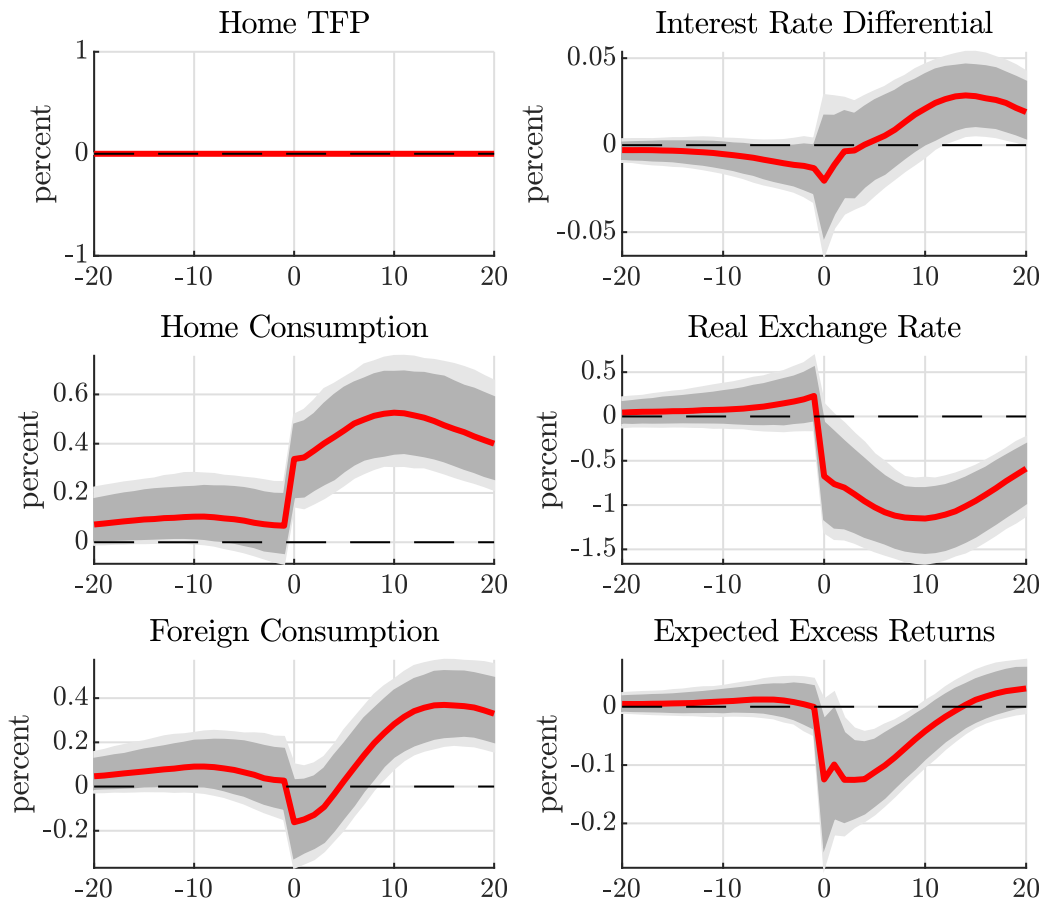 Home TFP
percent
1
0
-1
-20 -10 0 10 20
Interest Rate Differential
percent
0.05
0
-0.05
-20 -10 0 10 20
Home Consumption
percent
0.6
0.4
0.2
0
-20 -10 0 10 20
Real Exchange Rate
percent
0.5
0
-0.5
-1
-1.5
-20 -10 0 10 20
Foreign Consumption
percent
0.4
0.2
0
-0.2
-20 -10 0 10 20
Expected Excess Returns
percent
0
-0.1
-0.2
-20 -10 0 10 20